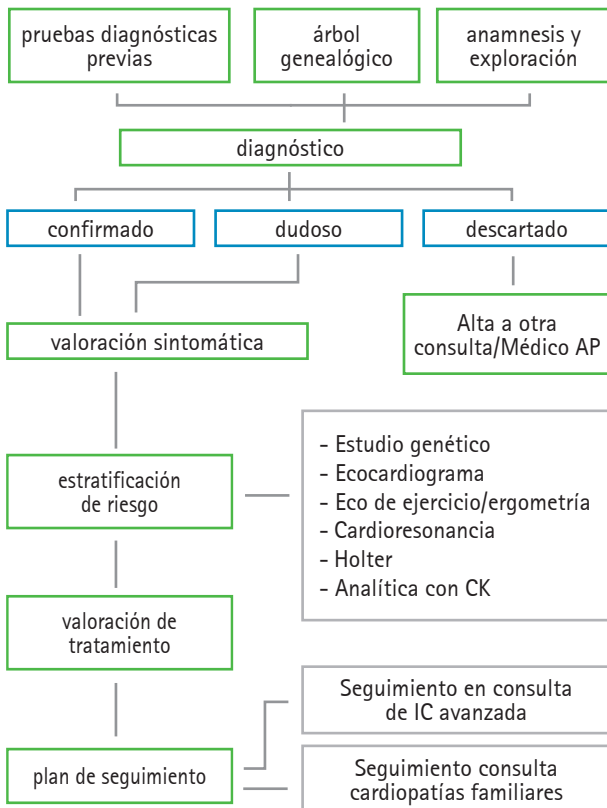 pruebas diagnósticas
previas
árbol
genealógico
anamnesis y
exploración
diagnóstico
confirmado
dudoso
descartado
valoración sintomática
Alta a otra
consulta/Médico AP
estratificación
de riesgo
- Estudio genético
- Ecocardiograma
- Eco de ejercicio/ergometría
- Cardioresonancia
- Holter
- Analítica con CK
valoración de
tratamiento
Seguimiento en consulta
de IC avanzada
plan de seguimiento
Seguimiento consulta
cardiopatías familiares